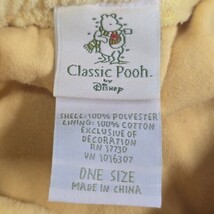 Classic Pooh.
by
Disney
SHELL: 100% POLYESTER
LINING: 100% COTTON
EXCLUSIVE OF
DECORATION
RN 37730
VN 1016307
ONE SIZE
MADE IN CHINA